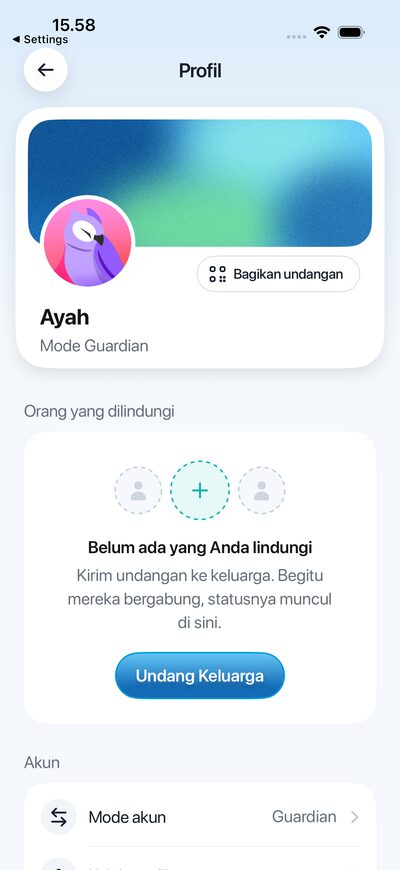 15.58
◀ Settings
Profil
Bagikan undangan
Ayah
Mode Guardian
Orang yang dilindungi
Belum ada yang Anda lindungi
Kirim undangan ke keluarga. Begitu
mereka bergabung, statusnya muncul
di sini.
Undang Keluarga
Akun
Mode akun
Guardian